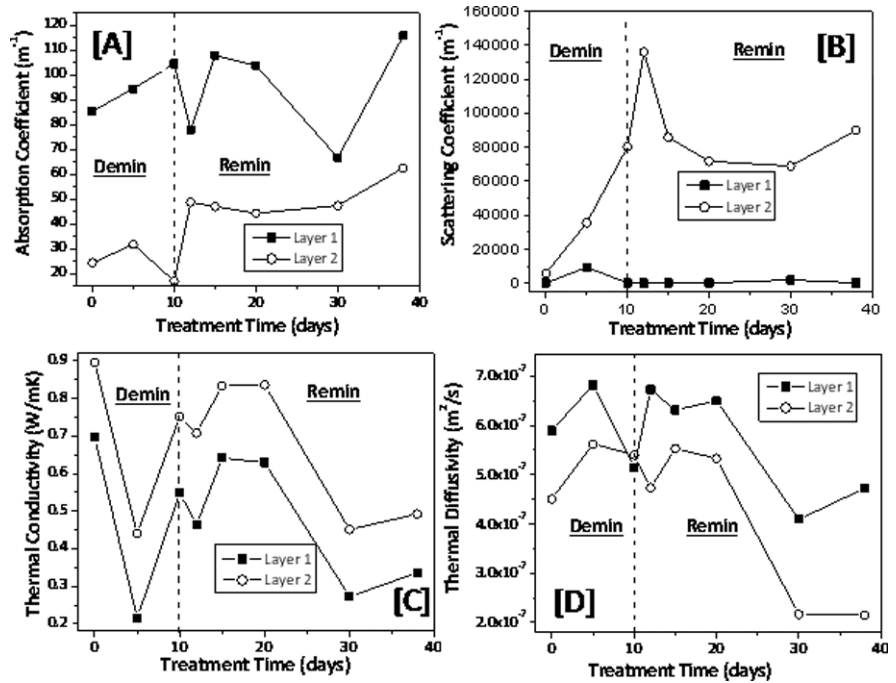 [A]
Absorption Coefficient (m⁻¹)
120
110
100
90
80
70
60
50
40
30
20
Demin
Remin
Layer 1
Layer 2
0 10 20 30 40
Treatment Time (days)
[B]
Scattering Coefficient (m⁻¹)
160000
140000
120000
100000
80000
60000
40000
20000
0
Demin
Remin
Layer 1
Layer 2
0 10 20 30 40
Treatment Time (days)
[C]
Thermal Conductivity (W/mK)
0.9
0.8
0.7
0.6
0.5
0.4
0.3
0.2
Demin
Remin
Layer 1
Layer 2
0 10 20 30 40
Treatment Time (days)
[D]
Thermal Diffusivity (m²/s)
7.0x10⁻⁷
6.0x10⁻⁷
5.0x10⁻⁷
4.0x10⁻⁷
3.0x10⁻⁷
2.0x10⁻⁷
Demin
Remin
Layer 1
Layer 2
0 10 20 30 40
Treatment Time (days)